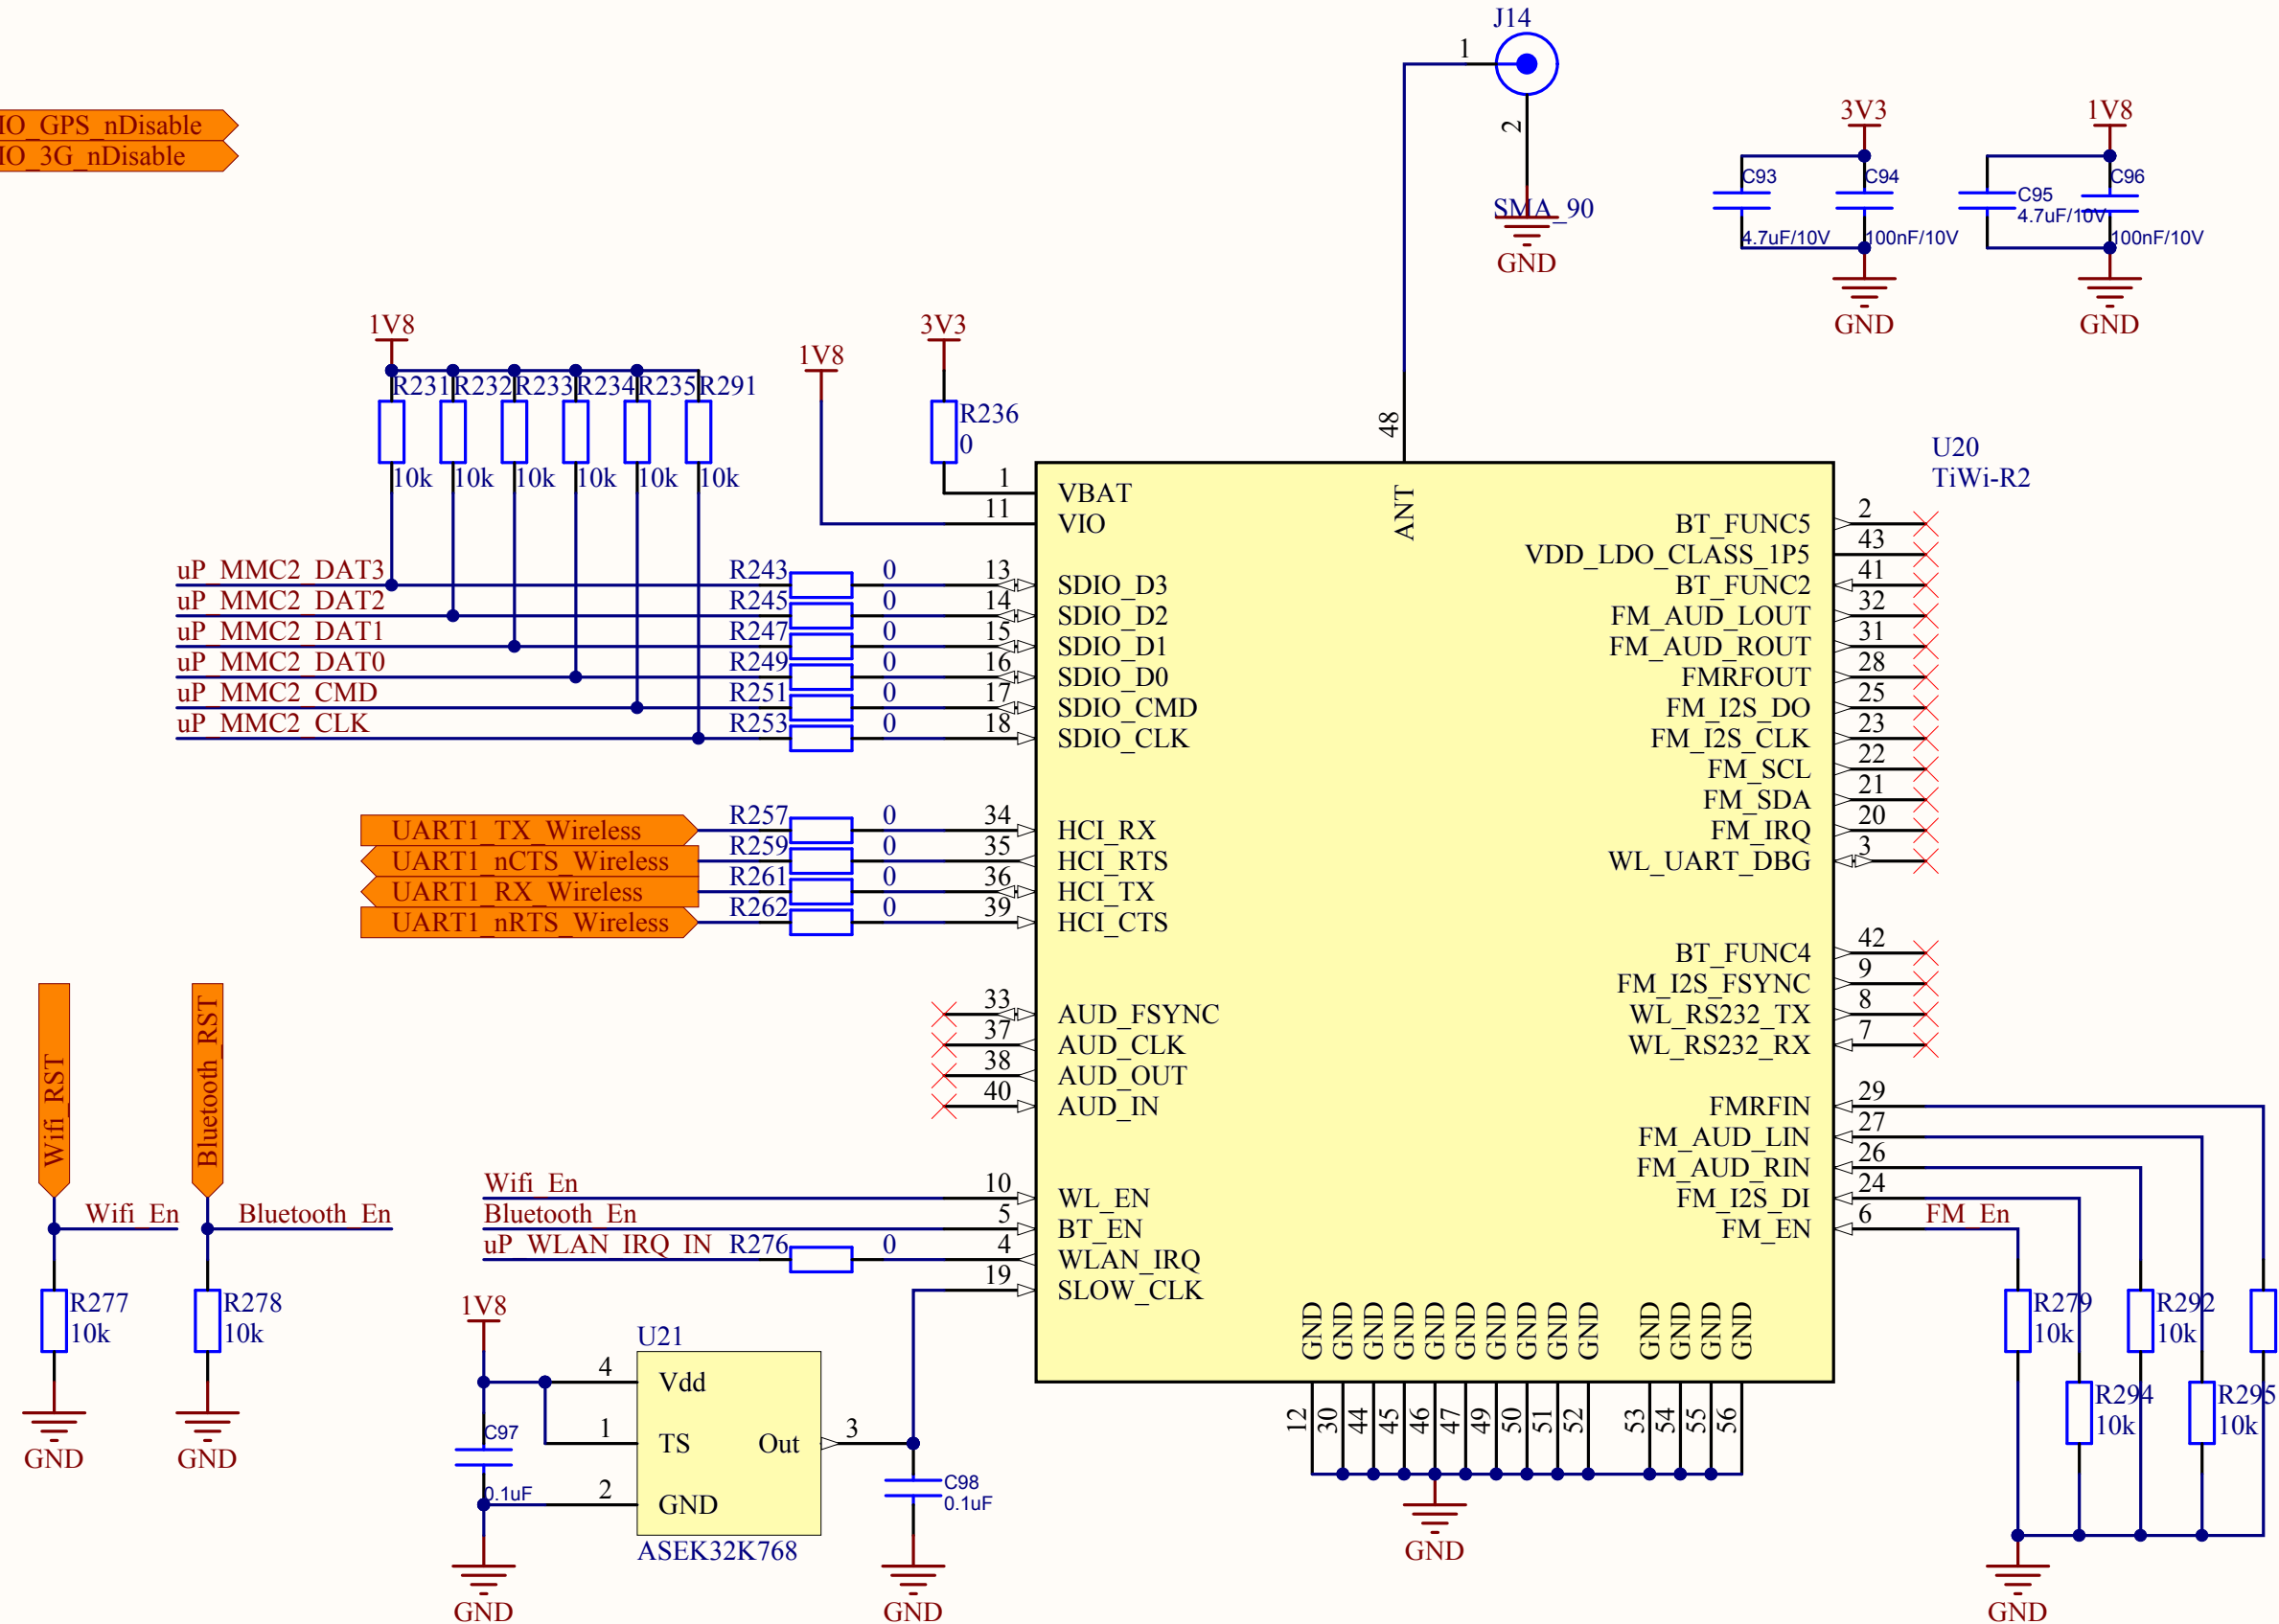 J14
1
2
SMA_90
GND
IO_GPS_nDisable
IO_3G_nDisable
3V3
C93
4.7uF/10V
C94
100nF/10V
GND
1V8
C95
4.7uF/10V
C96
100nF/10V
GND
1V8
R231 R232 R233 R234 R235 R291
10k 10k 10k 10k 10k 10k
1V8
3V3
R236
0
48
ANT
U20
TiWi-R2
1 VBAT
11 VIO
uP_MMC2_DAT3 R243 0 13 SDIO_D3
uP_MMC2_DAT2 R245 0 14 SDIO_D2
uP_MMC2_DAT1 R247 0 15 SDIO_D1
uP_MMC2_DAT0 R249 0 16 SDIO_D0
uP_MMC2_CMD R251 0 17 SDIO_CMD
uP_MMC2_CLK R253 0 18 SDIO_CLK
UART1_TX_Wireless R257 0 34 HCI_RX
UART1_nCTS_Wireless R259 0 35 HCI_RTS
UART1_RX_Wireless R261 0 36 HCI_TX
UART1_nRTS_Wireless R262 0 39 HCI_CTS
33 AUD_FSYNC
37 AUD_CLK
38 AUD_OUT
40 AUD_IN
Wifi_En 10 WL_EN
Bluetooth_En 5 BT_EN
uP_WLAN_IRQ_IN R276 0 4 WLAN_IRQ
19 SLOW_CLK
BT_FUNC5 2
VDD_LDO_CLASS_1P5 43
BT_FUNC2 41
FM_AUD_LOUT 32
FM_AUD_ROUT 31
FMRFOUT 28
FM_I2S_DO 25
FM_I2S_CLK 23
FM_SCL 22
FM_SDA 21
FM_IRQ 20
WL_UART_DBG 3
BT_FUNC4 42
FM_I2S_FSYNC 9
WL_RS232_TX 8
WL_RS232_RX 7
FMRFIN 29
FM_AUD_LIN 27
FM_AUD_RIN 26
FM_I2S_DI 24
FM_EN 6 FM_En
GND GND GND GND GND GND GND GND GND GND GND GND GND GND
12 30 44 45 46 47 49 50 51 52 53 54 55 56
GND
Wifi_RST
Wifi_En
R277
10k
GND
Bluetooth_RST
Bluetooth_En
R278
10k
GND
1V8
C97
0.1uF
GND
U21
4 Vdd
1 TS
2 GND
Out 3
ASEK32K768
C98
0.1uF
GND
R279
10k
R292
10k
R294
10k
R295
10k
GND